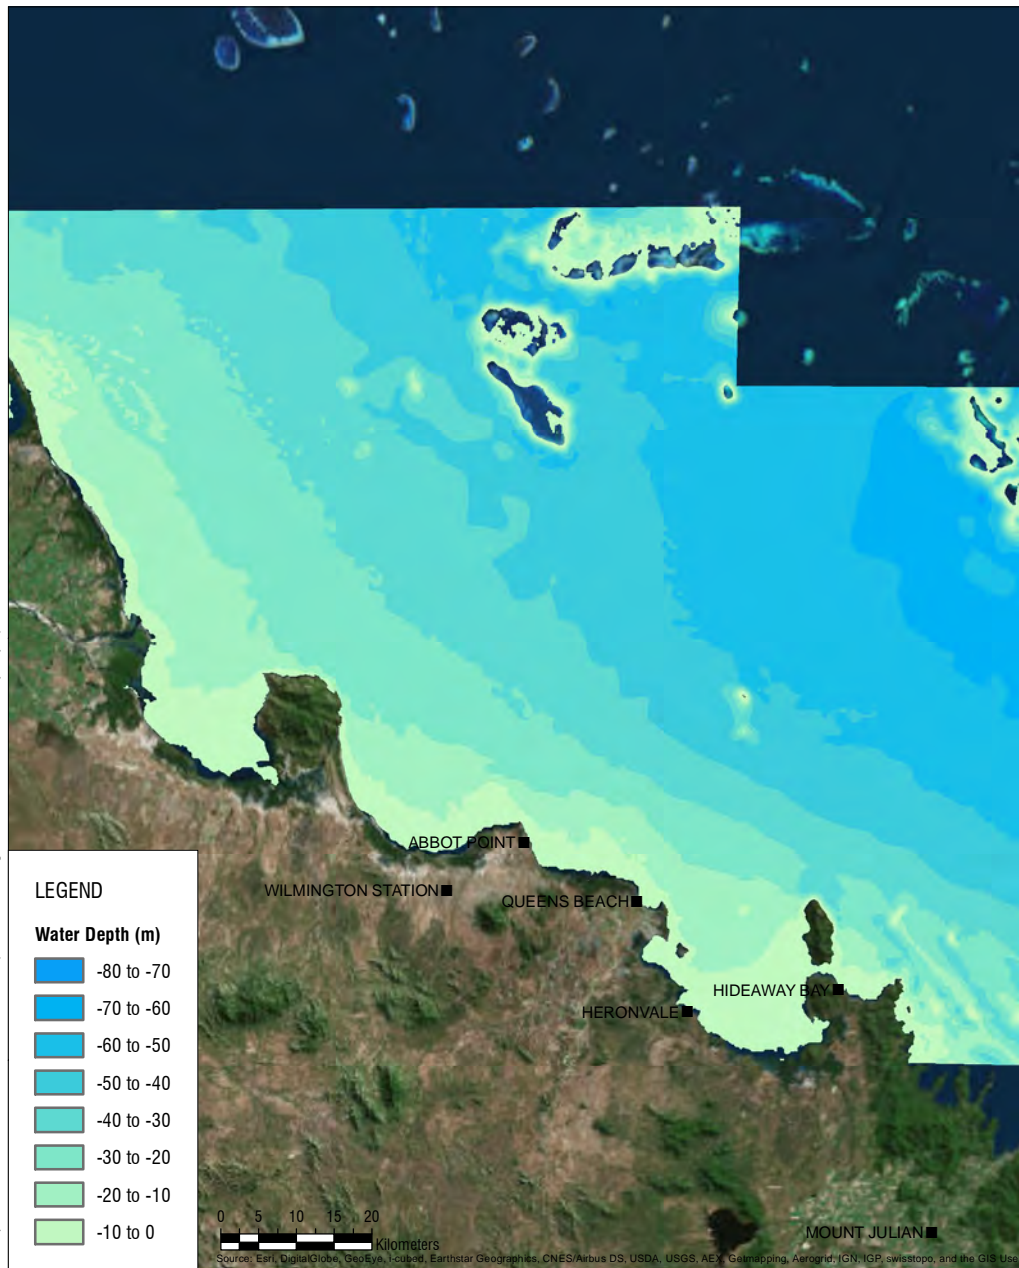 ABBOT POINT
WILMINGTON STATION
QUEENS BEACH
HIDEAWAY BAY
HERONVALE
MOUNT JULIAN
LEGEND
Water Depth (m)
-80 to -70
-70 to -60
-60 to -50
-50 to -40
-40 to -30
-30 to -20
-20 to -10
-10 to 0
0 5 10 15 20
Kilometers
Source: Esri, DigitalGlobe, GeoEye, i-cubed, Earthstar Geographics, CNES/Airbus DS, USDA, USGS, AEX, Getmapping, Aerogrid, IGN, IGP, swisstopo, and the GIS Use